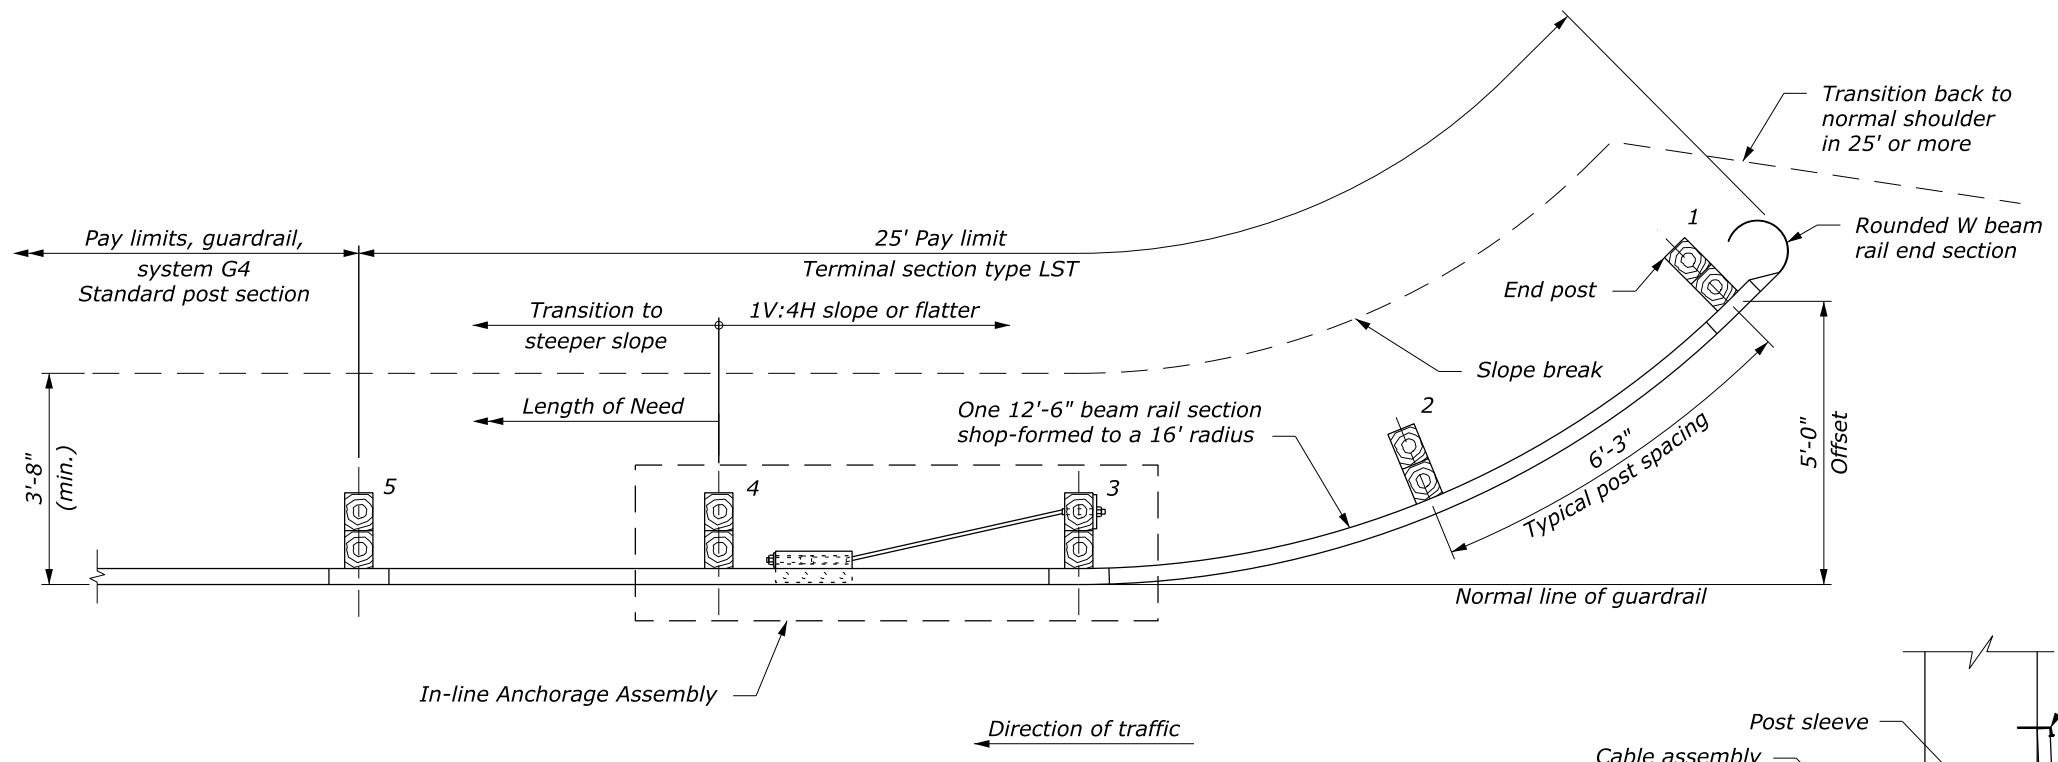 Transition back to
normal shoulder
in 25' or more
1
Rounded W beam
rail end section
Pay limits, guardrail,
system G4
Standard post section
25' Pay limit
Terminal section type LST
End post
Transition to
steeper slope
1V:4H slope or flatter
Slope break
Length of Need
One 12'-6" beam rail section
shop-formed to a 16' radius
2
6'-3"
Typical post spacing
5'-0"
Offset
3'-8"
(min.)
5
4
3
Normal line of guardrail
In-line Anchorage Assembly
Direction of traffic
Post sleeve
Cable assembly